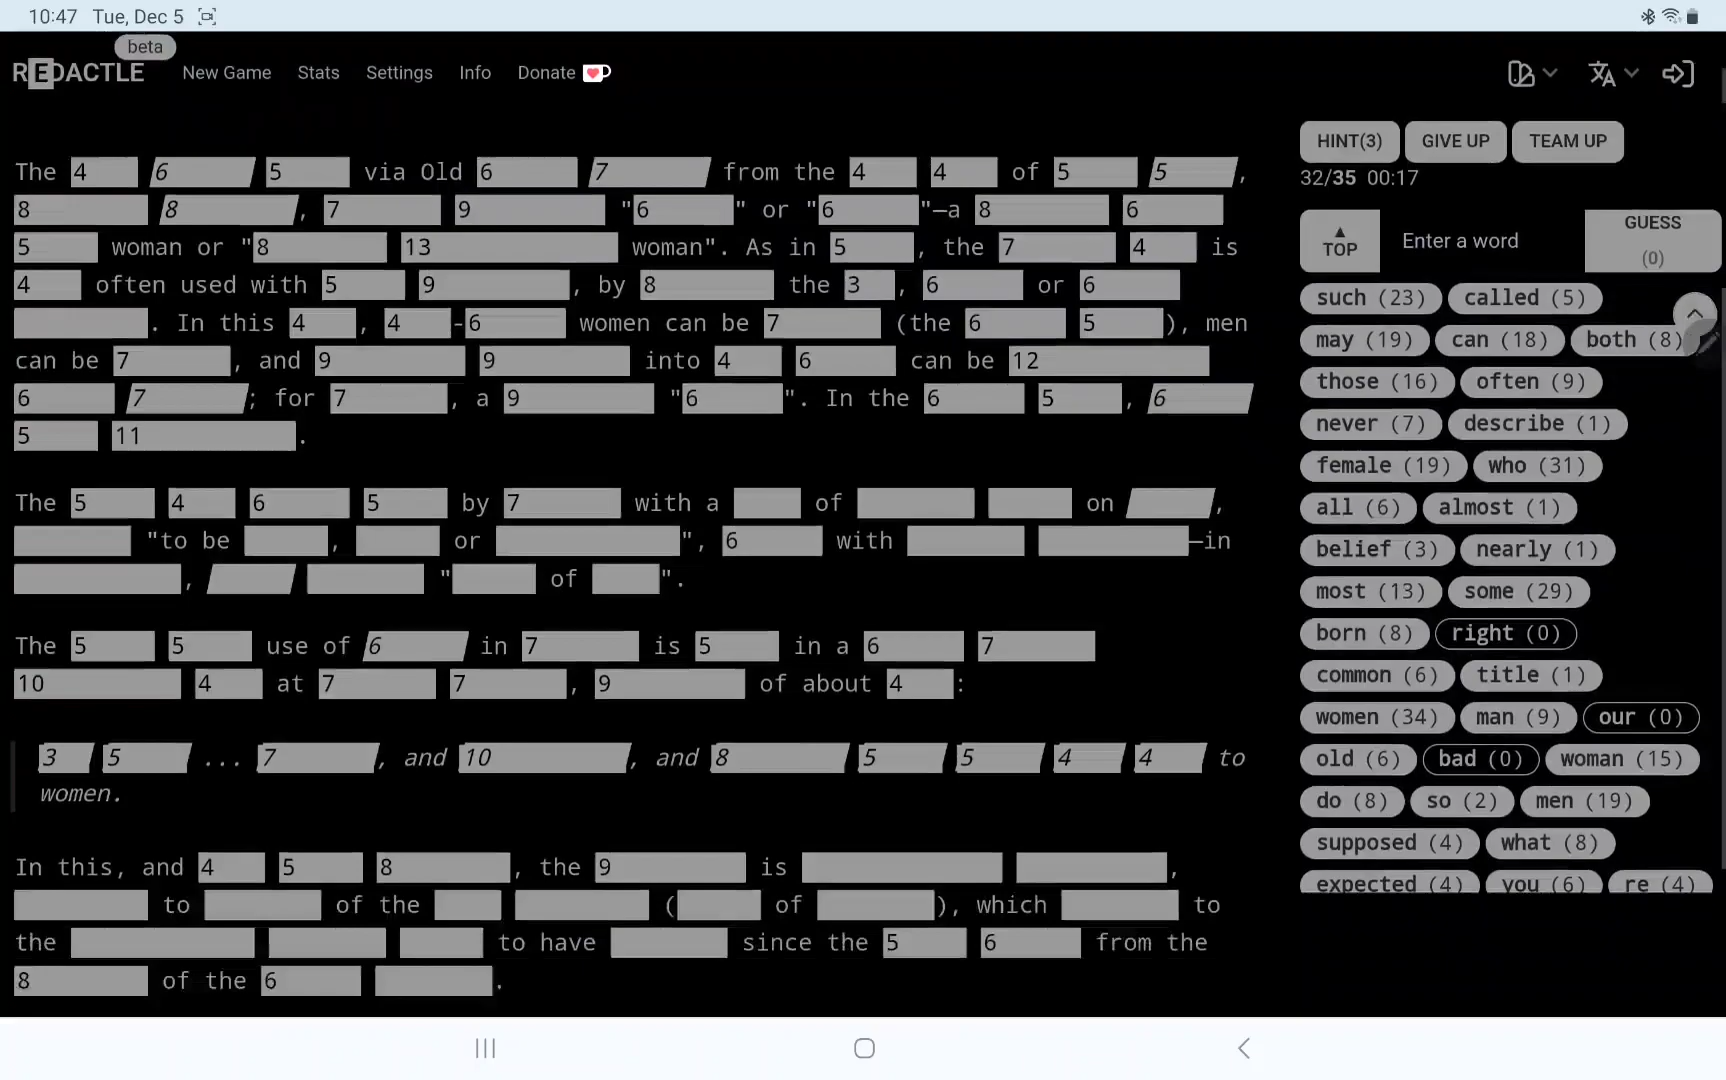 10:47 Tue, Dec 5
beta
REDACTLE New Game Stats Settings Info Donate
The 4 6 5 via Old 6 7 from the 4 4 of 5 5,
8 8, 7 9 "6" or "6"—a 8 6
5 woman or "8 13 woman". As in 5, the 7 4 is
4 often used with 5 9, by 8 the 3, 6 or 6
. In this 4, 4-6 women can be 7 (the 6 5), men
can be 7, and 9 9 into 4 6 can be 12
6 7; for 7, a 9 "6". In the 6 5, 6
5 11.
The 5 4 6 5 by 7 with a of on ,
"to be , or ", 6 with —in
, " of ".
The 5 5 use of 6 in 7 is 5 in a 6 7
10 4 at 7 7, 9 of about 4:
3 5 ... 7, and 10, and 8 5 5 4 4 to
women.
In this, and 4 5 8, the 9 is ,
to of the ( of ), which to
the to have since the 5 6 from the
8 of the 6 .
HINT(3) GIVE UP TEAM UP
32/35 00:17
▲ TOP Enter a word GUESS (0)
such (23) called (5)
may (19) can (18) both (8)
those (16) often (9)
never (7) describe (1)
female (19) who (31)
all (6) almost (1)
belief (3) nearly (1)
most (13) some (29)
born (8) right (0)
common (6) title (1)
women (34) man (9) our (0)
old (6) bad (0) woman (15)
do (8) so (2) men (19)
supposed (4) what (8)
expected (4) you (6) re (4)